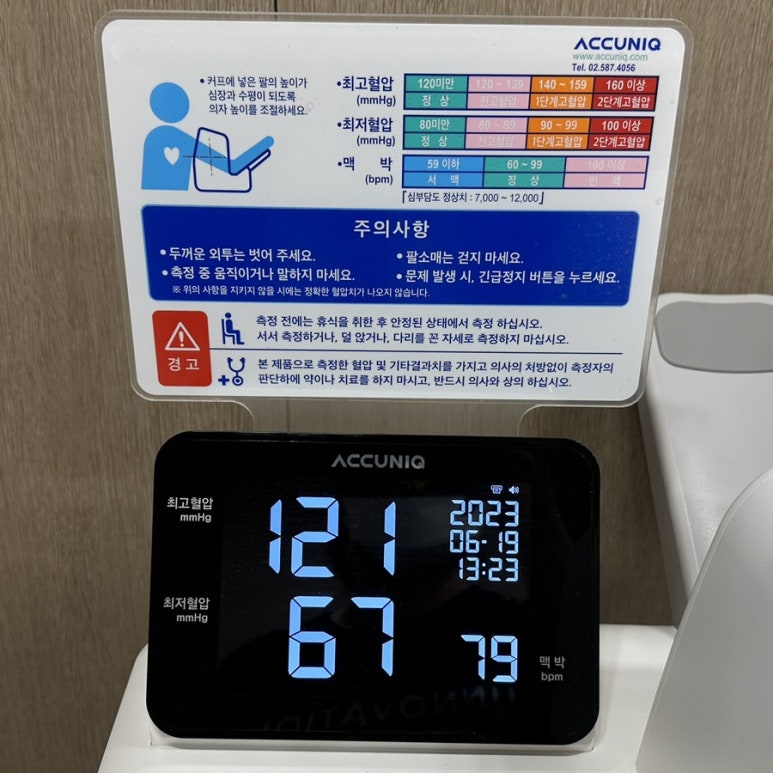 ACCUNIQ
www.accuniq.com
Tel. 02.587.4056
• 커프에 넣은 팔의 높이가
심장과 수평이 되도록
의자 높이를 조절하세요.
•최고혈압 120미만 120 ~ 139 140 ~ 159 160 이상
(mmHg) 정 상 전고혈압 1단계고혈압 2단계고혈압
•최저혈압 80미만 80 ~ 89 90 ~ 99 100 이상
(mmHg) 정 상 전고혈압 1단계고혈압 2단계고혈압
•맥 박 59 이하 60 ~ 99 100 이상
(bpm) 서 맥 정 상 빈 맥
「심부담도 정상치 : 7,000 ~ 12,000」
주의사항
• 두꺼운 외투는 벗어 주세요. • 팔소매는 걷지 마세요.
• 측정 중 움직이거나 말하지 마세요. • 문제 발생 시, 긴급정지 버튼을 누르세요.
※ 위의 사항을 지키지 않을 시에는 정확한 혈압치가 나오지 않습니다.
경 고
측정 전에는 휴식을 취한 후 안정된 상태에서 측정 하십시오.
서서 측정하거나, 덜 앉거나, 다리를 꼰 자세로 측정하지 마십시오.
본 제품으로 측정한 혈압 및 기타결과치를 가지고 의사의 처방없이 측정자의
판단하에 약이나 치료를 하지 마시고, 반드시 의사와 상의 하십시오.
ACCUNIQ
최고혈압
mmHg
121
2023
06-19
13:23
최저혈압
mmHg
67
79
맥 박
bpm